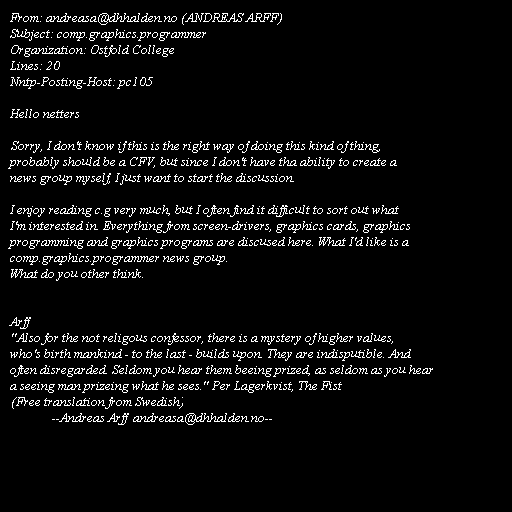 From: andreasa@dhhalden.no (ANDREAS ARFF)
Subject: comp.graphics.programmer
Organization: Ostfold College
Lines: 20
Nntp-Posting-Host: pc105
Hello netters
Sorry, I don't know if this is the right way of doing this kind of thing,
probably should be a CFV, but since I don't have tha ability to create a
news group myself, I just want to start the discussion.
I enjoy reading c.g very much, but I often find it difficult to sort out what
I'm interested in. Everything from screen-drivers, graphics cards, graphics
programming and graphics programs are discused here. What I'd like is a
comp.graphics.programmer news group.
What do you other think.
Arff
"Also for the not religous confessor, there is a mystery of higher values,
who's birth mankind - to the last - builds upon. They are indisputible. And
often disregarded. Seldom you hear them beeing prized, as seldom as you hear
a seeing man prizeing what he sees." Per Lagerkvist, The Fist
(Free translation from Swedish)
--Andreas Arff andreasa@dhhalden.no--